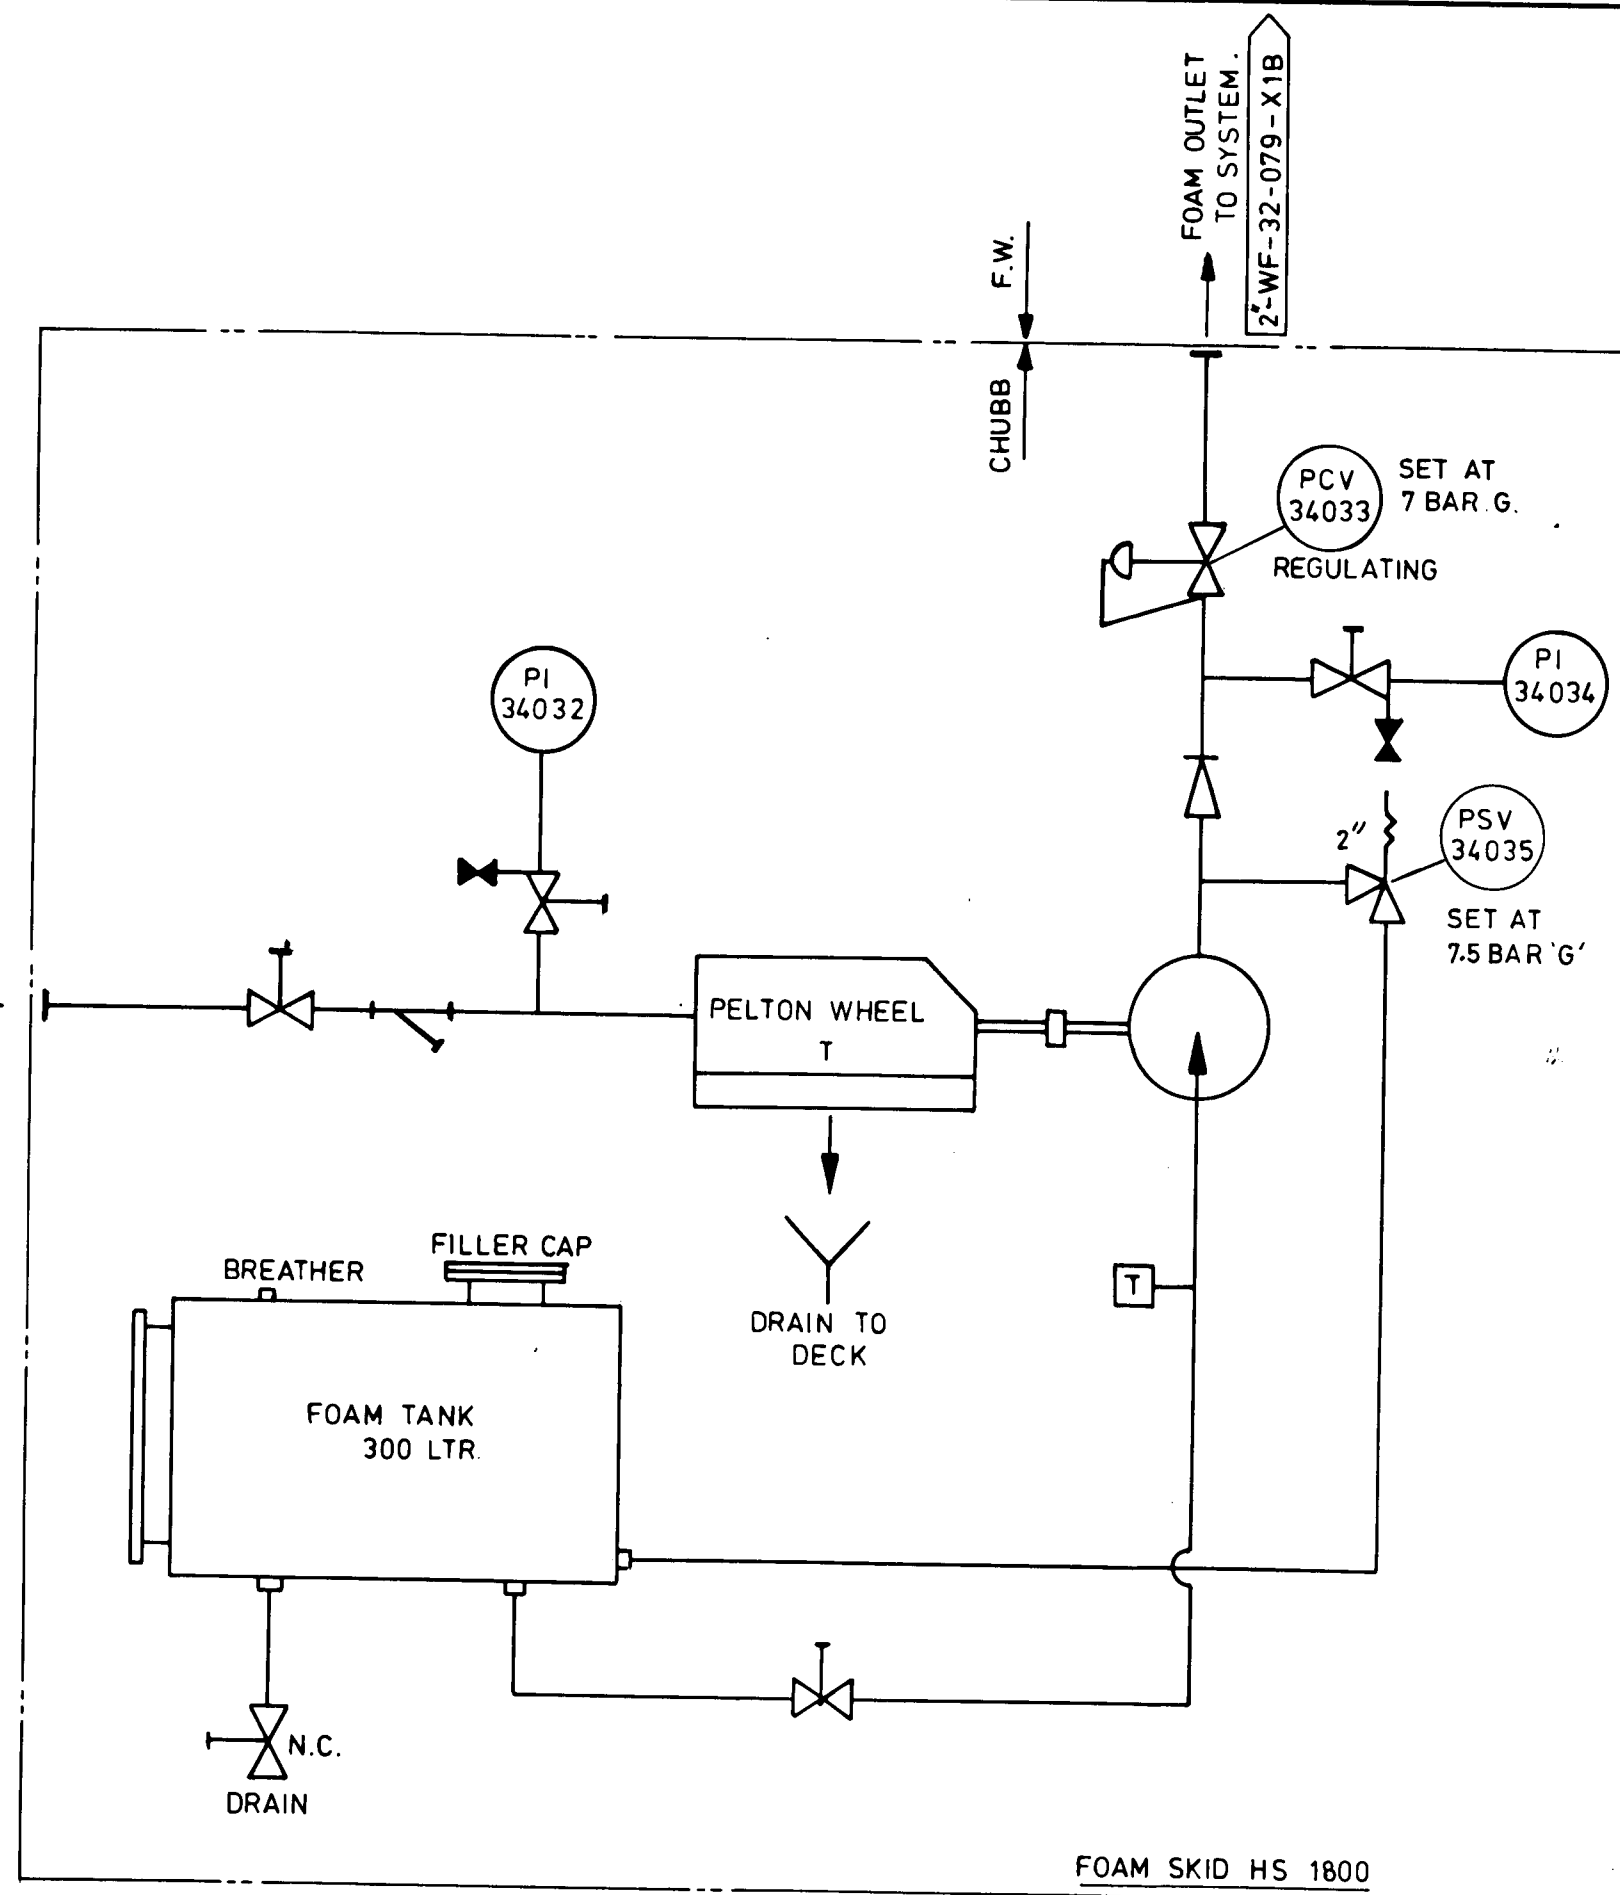 FOAM OUTLET
TO SYSTEM.
2"-WF-32-079-X1B
F.W.
CHUBB
PCV
34033
SET AT
7 BAR.G.
REGULATING
PI
34032
PI
34034
2"
PSV
34035
SET AT
7.5 BAR 'G'
PELTON WHEEL
T
DRAIN TO
DECK
T
BREATHER
FILLER CAP
FOAM TANK
300 LTR.
N.C.
DRAIN
FOAM SKID HS 1800